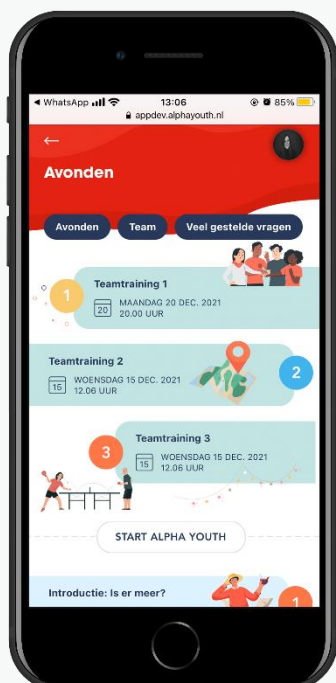 WhatsApp 13:06 85%
appdev.alphayouth.nl
Avonden
Avonden Team Veel gestelde vragen
Teamtraining 1
1
20 MAANDAG 20 DEC. 2021
20.00 UUR
Teamtraining 2
15 WOENSDAG 15 DEC. 2021
12.06 UUR
2
Teamtraining 3
3
15 WOENSDAG 15 DEC. 2021
12.06 UUR
START ALPHA YOUTH
Introductie: Is er meer?
1